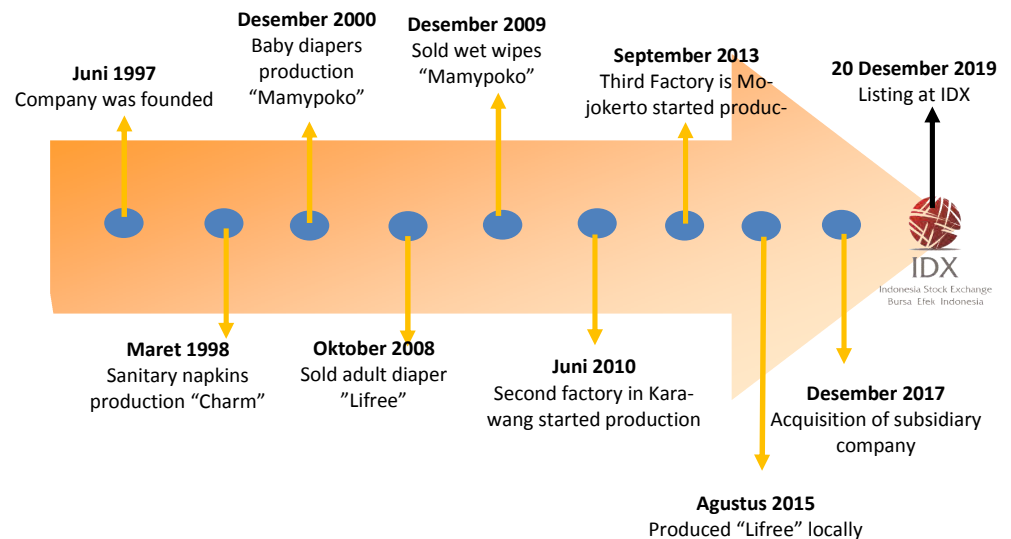 Juni 1997
Company was founded
Maret 1998
Sanitary napkins
production “Charm”
Desember 2000
Baby diapers
production
“Mamypoko”
Oktober 2008
Sold adult diaper
”Lifree”
Desember 2009
Sold wet wipes
“Mamypoko”
Juni 2010
Second factory in Kara-
wang started production
September 2013
Third Factory is Mo-
jokerto started produc-
Agustus 2015
Produced “Lifree” locally
Desember 2017
Acquisition of subsidiary
company
20 Desember 2019
Listing at IDX
IDX
Indonesia Stock Exchange
Bursa Efek Indonesia